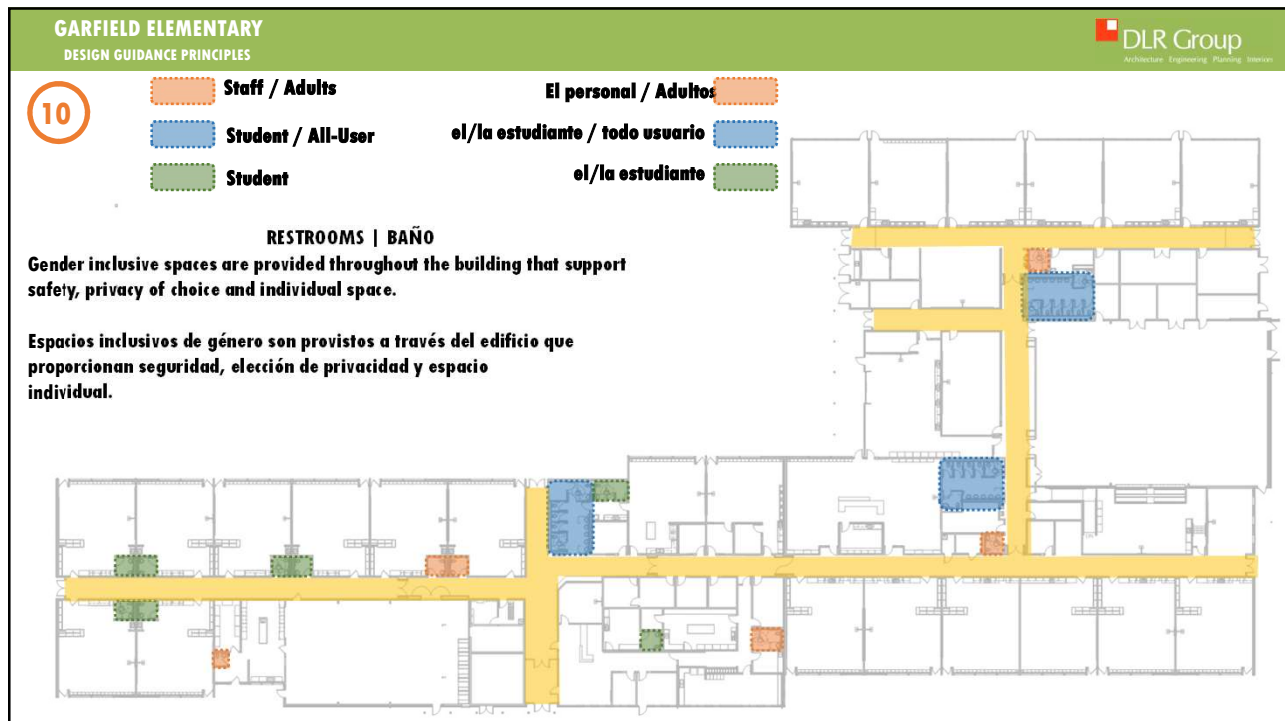 GARFIELD ELEMENTARY
DESIGN GUIDANCE PRINCIPLES
DLR Group
Architecture Engineering Planning Interiors
10
Staff / Adults
El personal / Adultos
Student / All-User
el/la estudiante / todo usuario
Student
el/la estudiante
RESTROOMS | BAÑO
Gender inclusive spaces are provided throughout the building that support
safety, privacy of choice and individual space.
Espacios inclusivos de género son provistos a través del edificio que
proporcionan seguridad, elección de privacidad y espacio
individual.